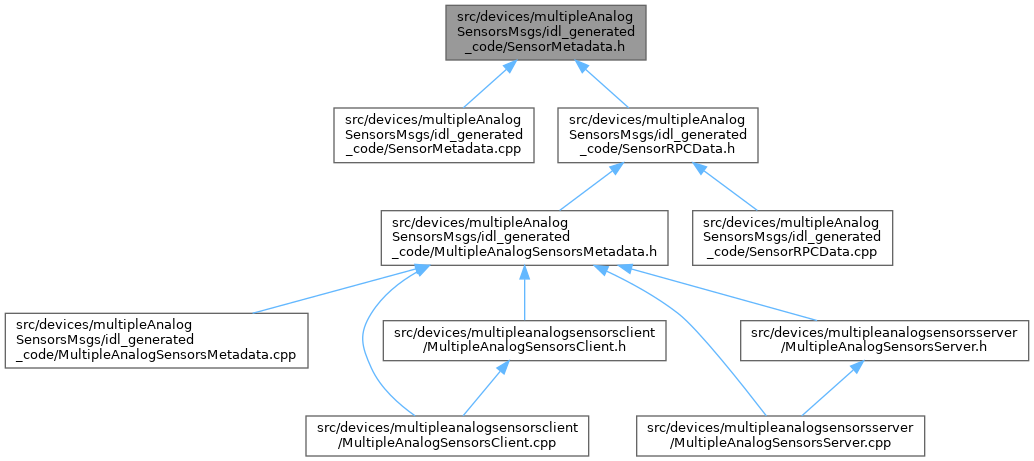 src/devices/multipleAnalog
SensorsMsgs/idl_generated
_code/SensorMetadata.h
src/devices/multipleAnalog
SensorsMsgs/idl_generated
_code/SensorMetadata.cpp
src/devices/multipleAnalog
SensorsMsgs/idl_generated
_code/SensorRPCData.h
src/devices/multipleAnalog
SensorsMsgs/idl_generated
_code/MultipleAnalogSensorsMetadata.h
src/devices/multipleAnalog
SensorsMsgs/idl_generated
_code/SensorRPCData.cpp
src/devices/multipleAnalog
SensorsMsgs/idl_generated
_code/MultipleAnalogSensorsMetadata.cpp
src/devices/multipleanalogsensorsclient
/MultipleAnalogSensorsClient.h
src/devices/multipleanalogsensorsserver
/MultipleAnalogSensorsServer.h
src/devices/multipleanalogsensorsclient
/MultipleAnalogSensorsClient.cpp
src/devices/multipleanalogsensorsserver
/MultipleAnalogSensorsServer.cpp